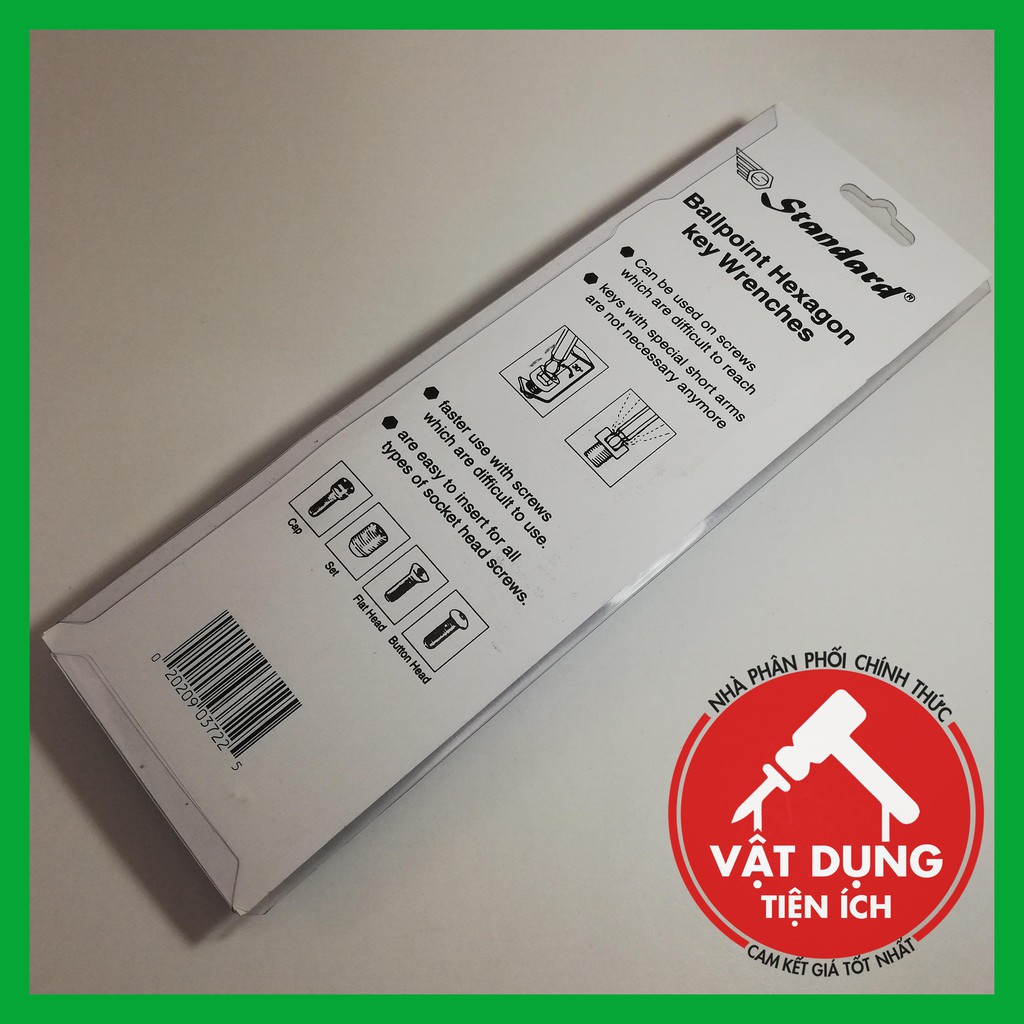 Standard®
Ballpoint Hexagon
key Wrenches
Can be used on screws
which are difficult to reach
keys with special short arms
are not necessary anymore
30°
faster use with screws
which are difficult to use.
are easy to insert for all
types of socket head screws.
Cap
Set
Flat Head
Button Head
0 20209 03722 5
NHÀ PHÂN PHỐI CHÍNH THỨC
VẬT DỤNG
TIỆN ÍCH
CAM KẾT GIÁ TỐT NHẤT